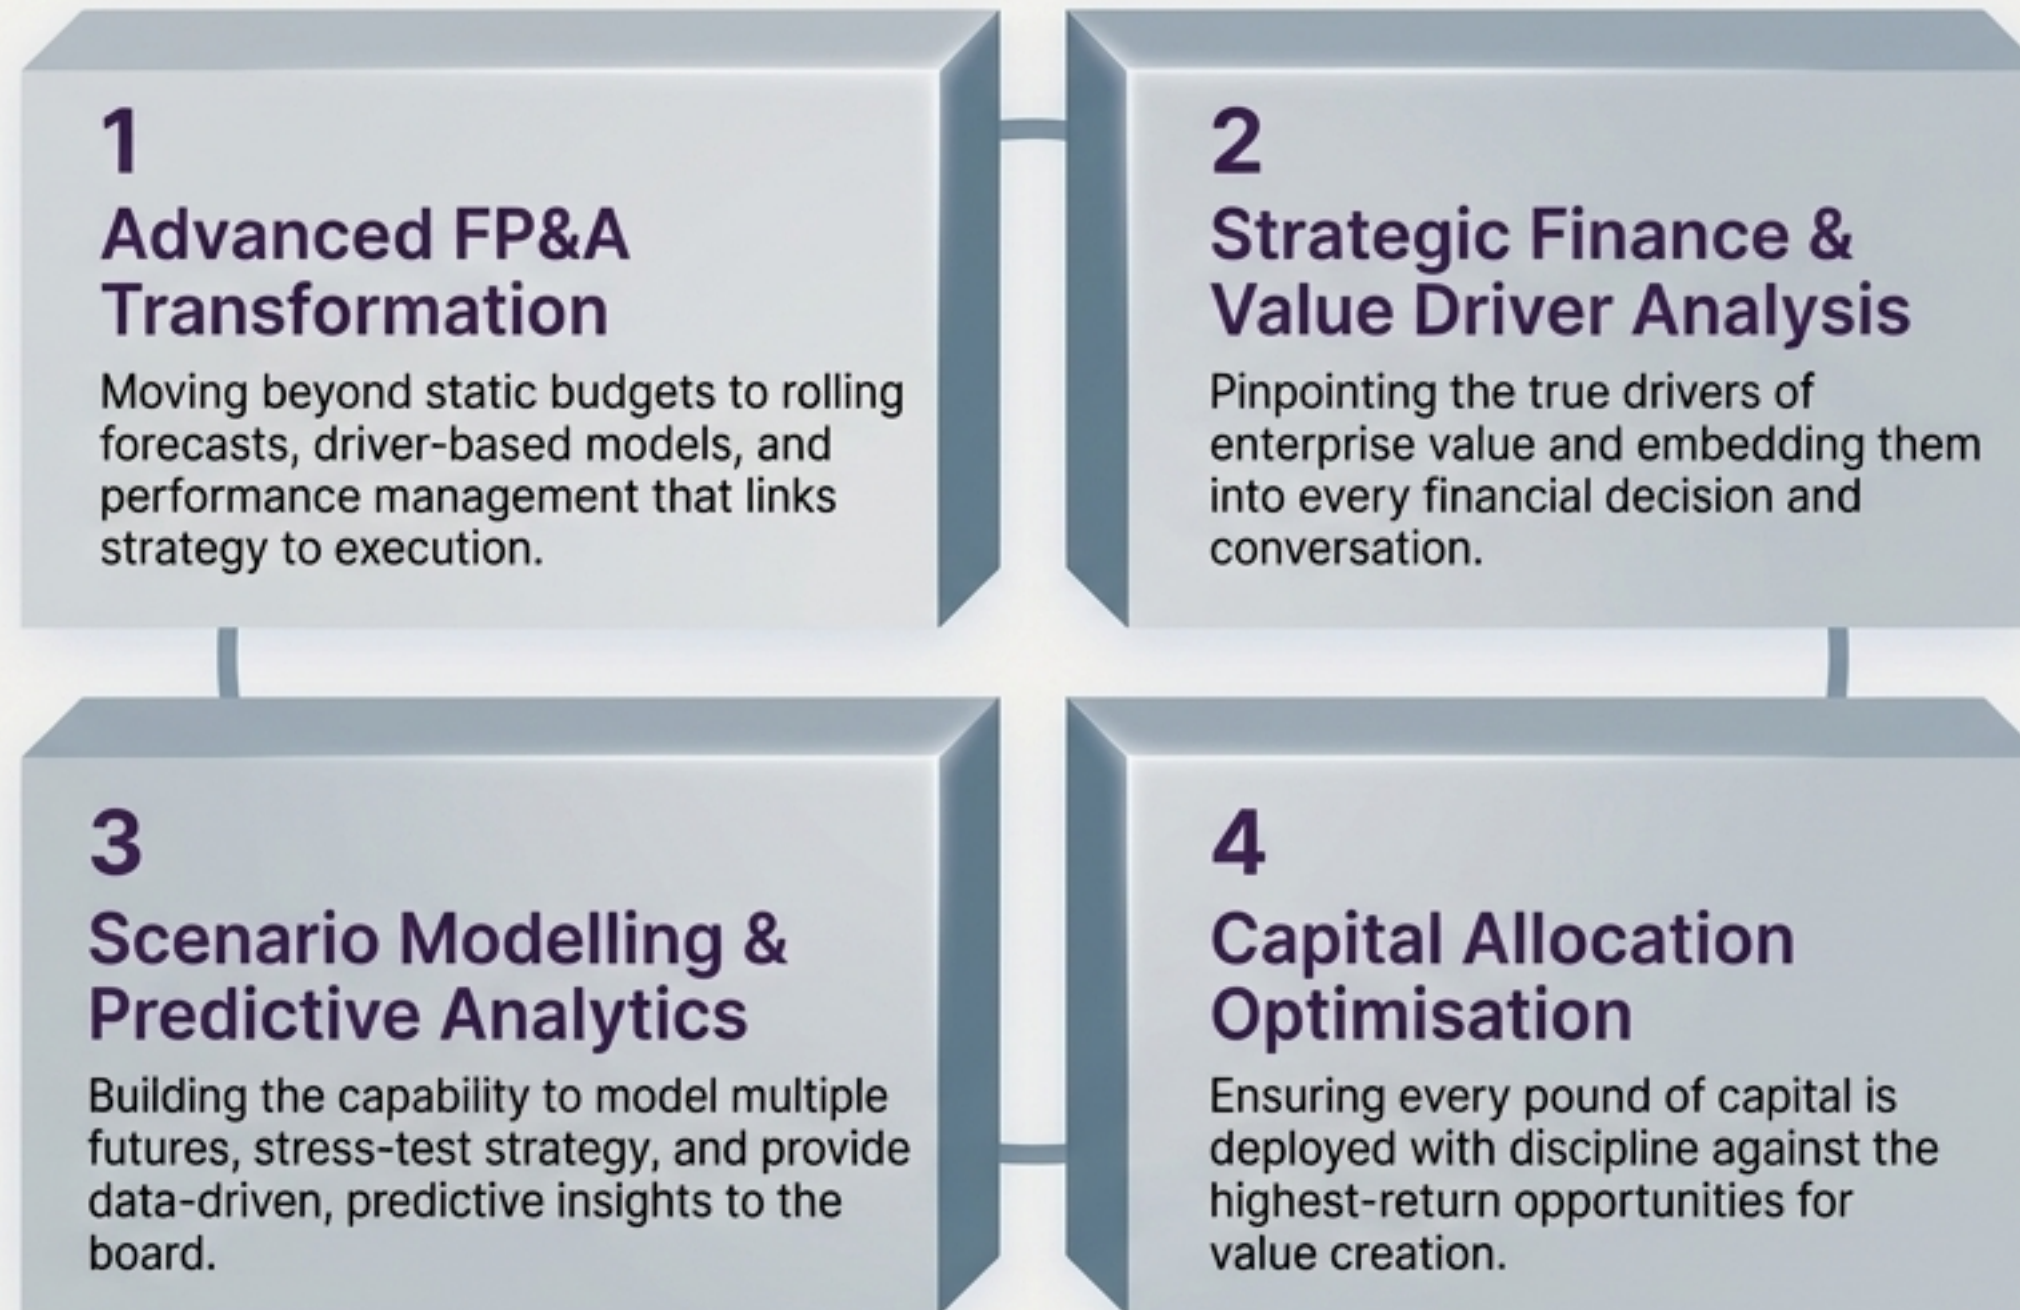 1
Advanced FP&A
Transformation
Moving beyond static budgets to rolling
forecasts, driver-based models, and
performance management that links
strategy to execution.
2
Strategic Finance &
Value Driver Analysis
Pinpointing the true drivers of
enterprise value and embedding them
into every financial decision and
conversation.
3
Scenario Modelling &
Predictive Analytics
Building the capability to model multiple
futures, stress-test strategy, and provide
data-driven, predictive insights to the
board.
4
Capital Allocation
Optimisation
Ensuring every pound of capital is
deployed with discipline against the
highest-return opportunities for
value creation.